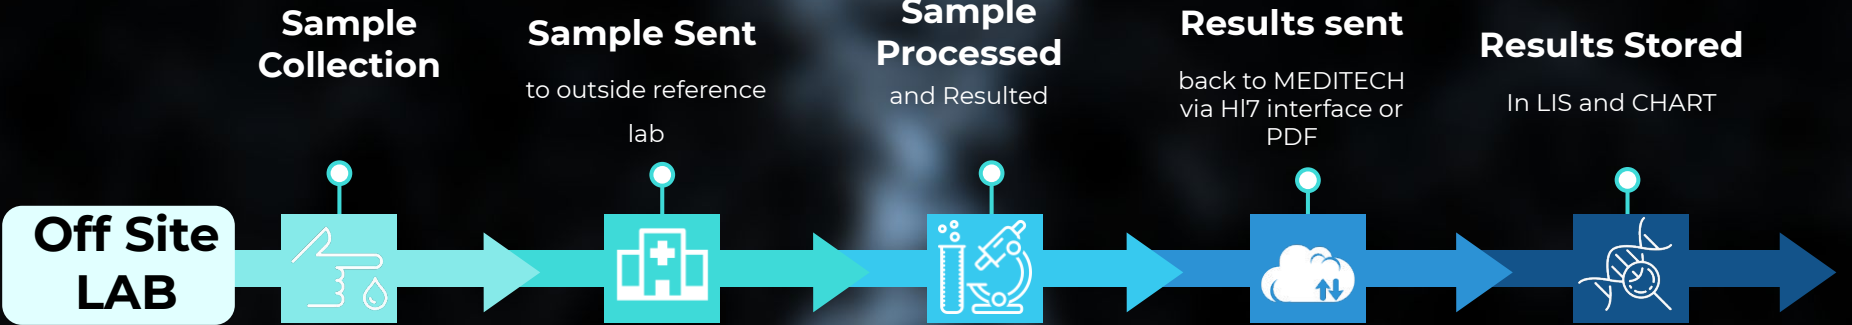 Off Site
LAB
Sample
Collection
Sample Sent
to outside reference
lab
Sample
Processed
and Resulted
Results sent
back to MEDITECH
via Hl7 interface or
PDF
Results Stored
In LIS and CHART